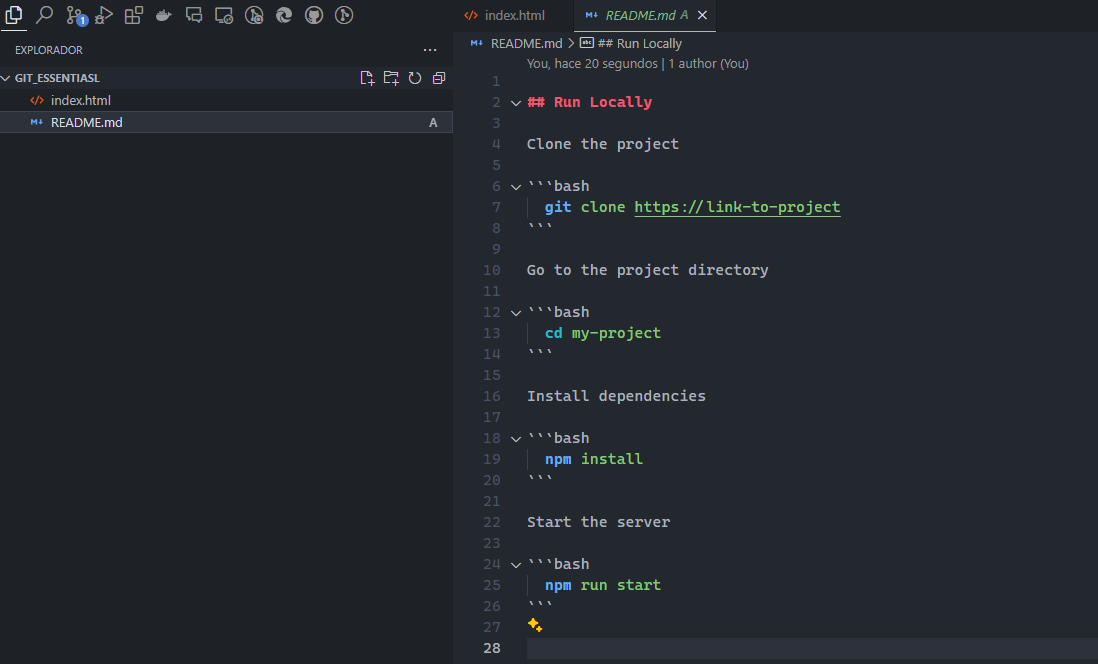 1
EXPLORADOR
GIT_ESSENTIASL
index.html
README.md A
index.html
README.md A
README.md > ## Run Locally
You, hace 20 segundos | 1 author (You)
1
2 ## Run Locally
3
4 Clone the project
5
6 ```bash
7 git clone https://link-to-project
8 ```
9
10 Go to the project directory
11
12 ```bash
13 cd my-project
14 ```
15
16 Install dependencies
17
18 ```bash
19 npm install
20 ```
21
22 Start the server
23
24 ```bash
25 npm run start
26 ```
27
28